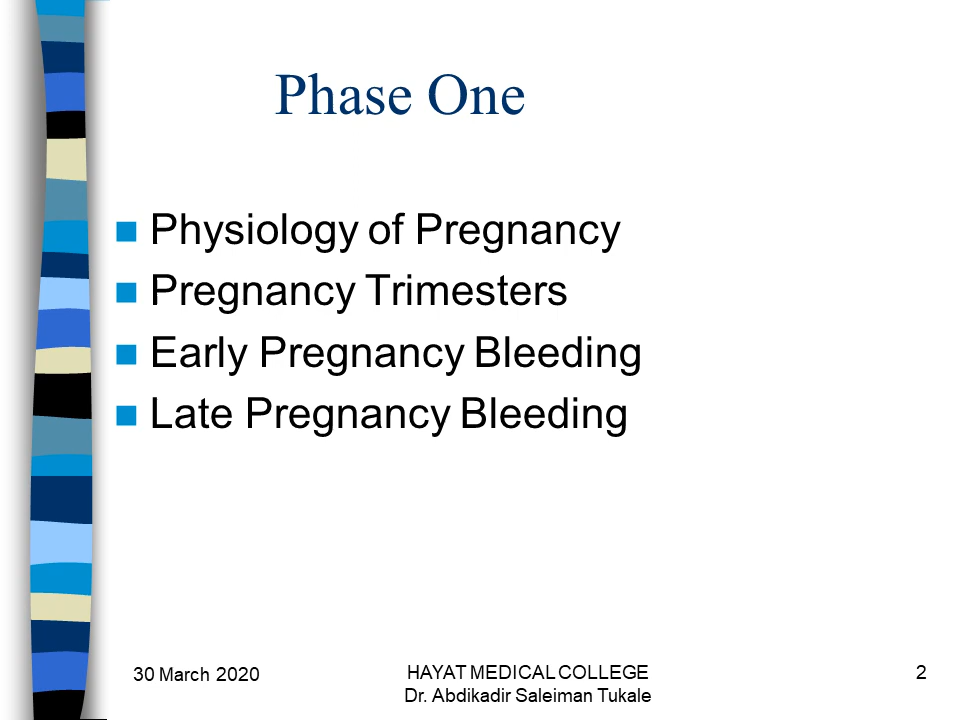 Phase One
Physiology of Pregnancy
Pregnancy Trimesters
Early Pregnancy Bleeding
Late Pregnancy Bleeding
30 March 2020
HAYAT MEDICAL COLLEGE
Dr. Abdikadir Saleiman Tukale
2